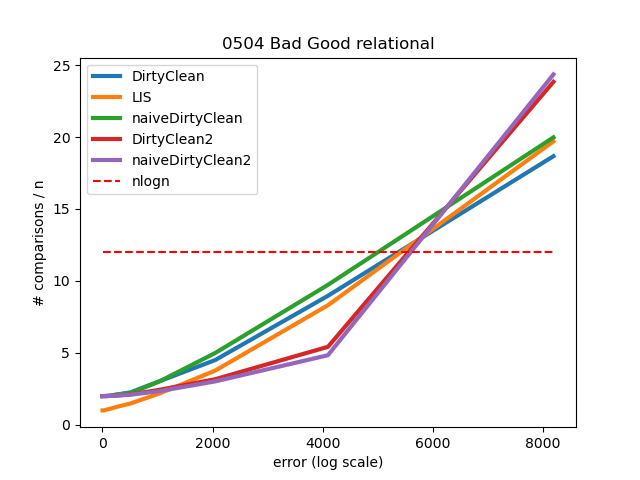 0504 Bad Good relational
DirtyClean
LIS
naiveDirtyClean
DirtyClean2
naiveDirtyClean2
nlogn
25
20
15
10
5
0
# comparisons / n
0 2000 4000 6000 8000
error (log scale)